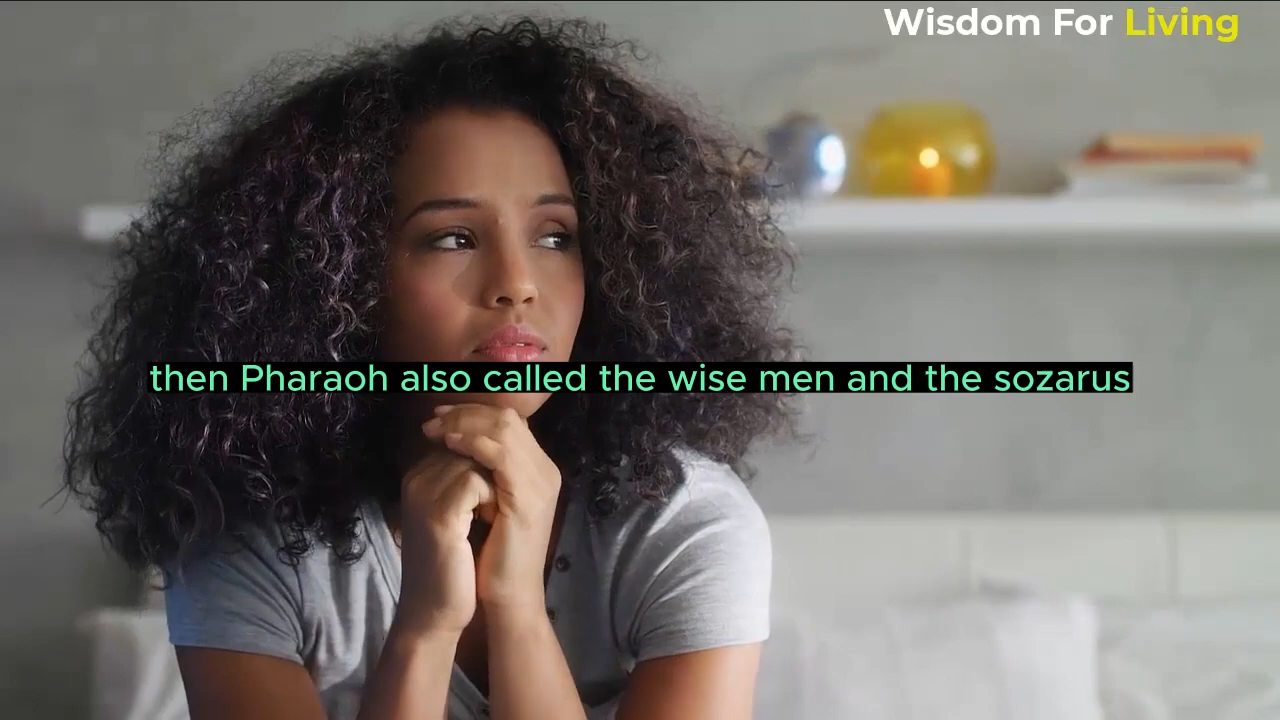 Wisdom For Living
then Pharaoh also called the wise men and the sozarus